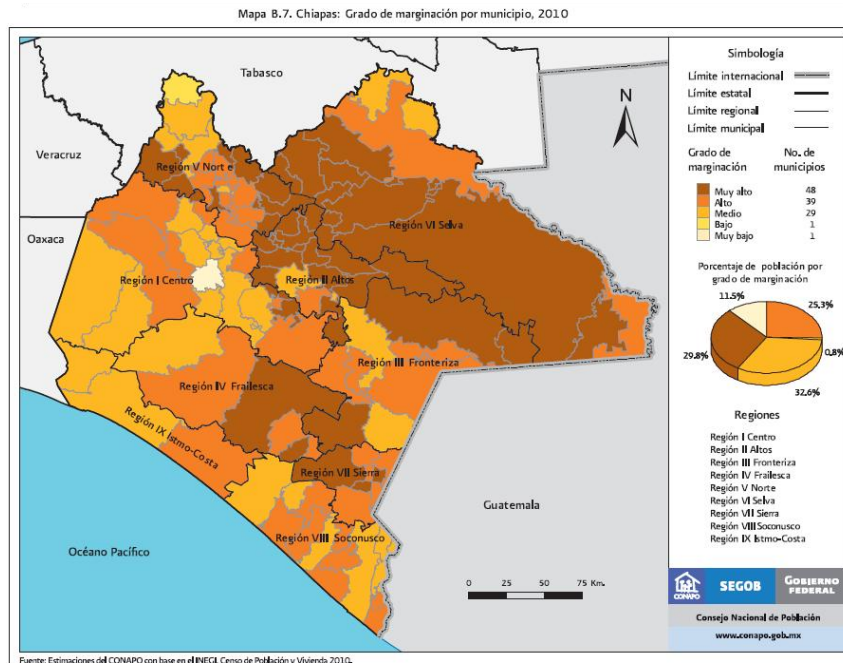 Mapa B.7. Chiapas: Grado de marginación por municipio, 2010
Tabasco
Veracruz
Oaxaca
Región V Norte
Región VI Selva
Región I Centro
Región II Altos
Región III Fronteriza
Región IV Frailesca
Región IX Istmo-Costa
Región VII Sierra
Región VIII Soconusco
Guatemala
Océano Pacífico
N
0 25 50 75 Km.
Simbología
Límite internacional
Límite estatal
Límite regional
Límite municipal
Grado de marginación
No. de municipios
Muy alto 48
Alto 39
Medio 29
Bajo 1
Muy bajo 1
Porcentaje de población por
grado de marginación
11.5%
25,3%
0,8%
29.8%
32,6%
Regiones
Región I Centro
Región II Altos
Región III Fronteriza
Región IV Frailesca
Región V Norte
Región VI Selva
Región VII Sierra
Región VIII Soconusco
Región IX Istmo-Costa
CONAPO
SEGOB
GOBIERNO
FEDERAL
Consejo Nacional de Población
www.conapo.gob.mx
Fuente: Estimaciones del CONAPO con base en el INEGI, Censo de Población y Vivienda 2010.